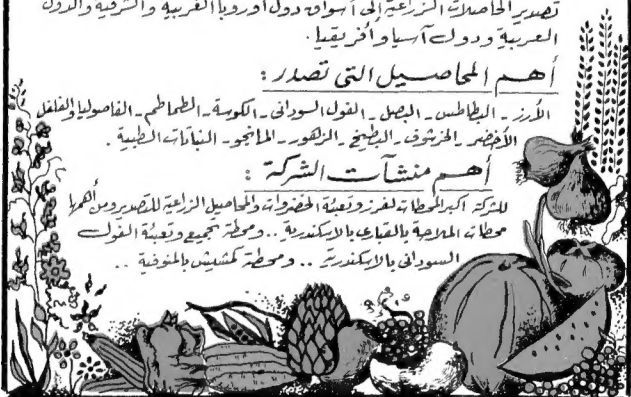 تصدير الحاصلات الزراعية إلى أسواق دول أوروبا الغربية والشرقية والدول
العربية ودول آسيا وأفريقيا .
أهم المحاصيل التى تصدر :
الأرز - البطاطس - البصل - الفول السودانى - الكوسة - الطماطم - الفاصوليا والفلفل
الأخضر - الخرشوف - البطيخ - الزهور - المانجو - النباتات الطبية .
أهم منشآت الشركة :
للشركة اكبر المحطات لفرز وتعبئة الخضروات والمحاصيل الزراعية للتصدير ومن أهمها
محطات الملاحة بالقبارى بالاسكندرية .. ومحطة تجميع وتعبئة الفول
السودانى بالاسكندرية .. ومحطة كمشيش بالمنوفية ..